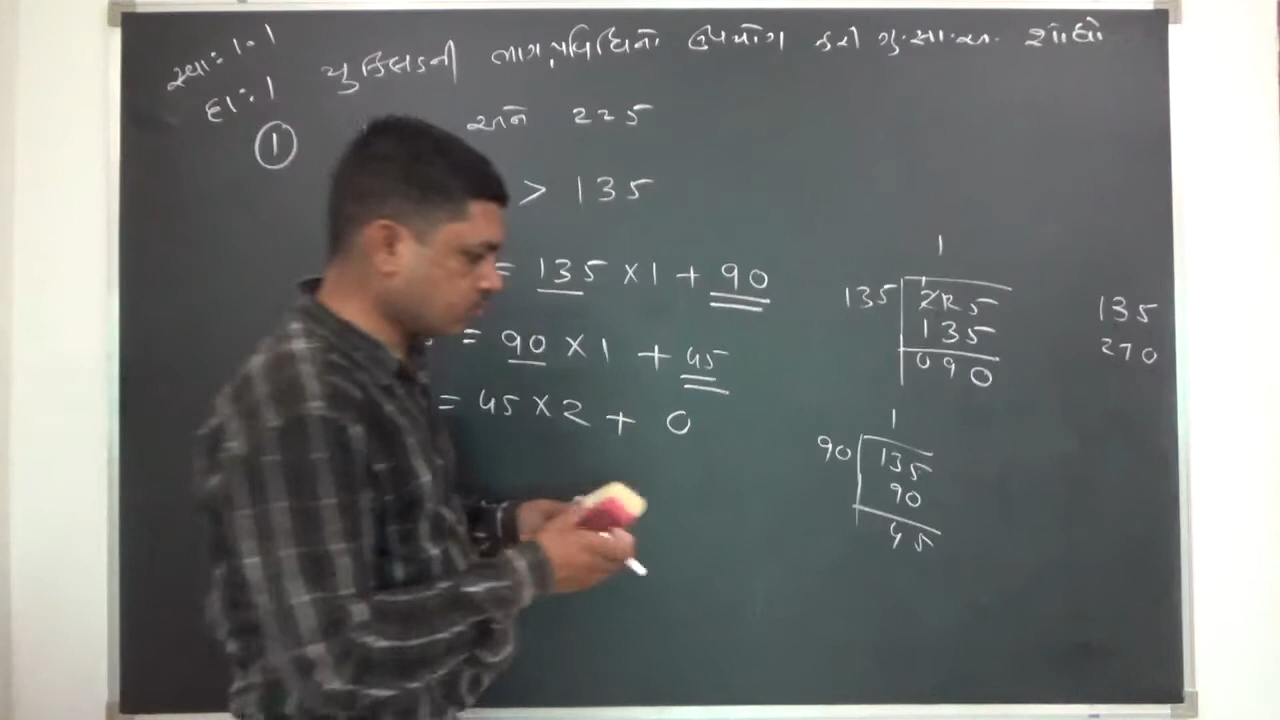 સ્વા: 1.1
દા: 1
યુક્લિડની ભાગપ્રવિધિનો ઉપયોગ કરી ગુ.સા.અ. શોધો
① અને 225
> 135
= 135 × 1 + 90
= 90 × 1 + 45
= 45 × 2 + 0
1
135 225
135
090
1
90 135
90
45
135
270